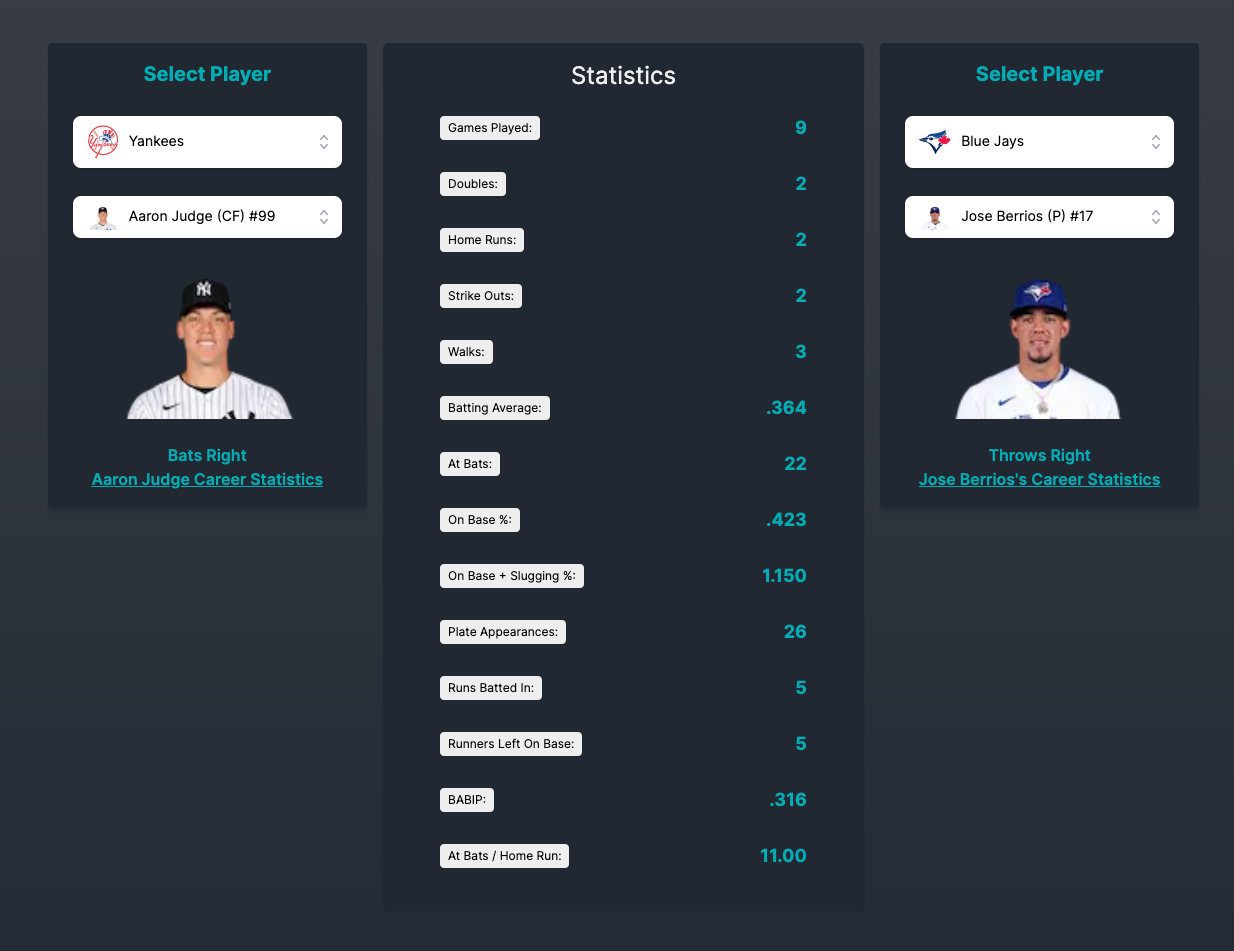 Select Player
Yankees
Aaron Judge (CF) #99
Bats Right
Aaron Judge Career Statistics
Statistics
Games Played: 9
Doubles: 2
Home Runs: 2
Strike Outs: 2
Walks: 3
Batting Average: .364
At Bats: 22
On Base %: .423
On Base + Slugging %: 1.150
Plate Appearances: 26
Runs Batted In: 5
Runners Left On Base: 5
BABIP: .316
At Bats / Home Run: 11.00
Select Player
Blue Jays
Jose Berrios (P) #17
Throws Right
Jose Berrios's Career Statistics